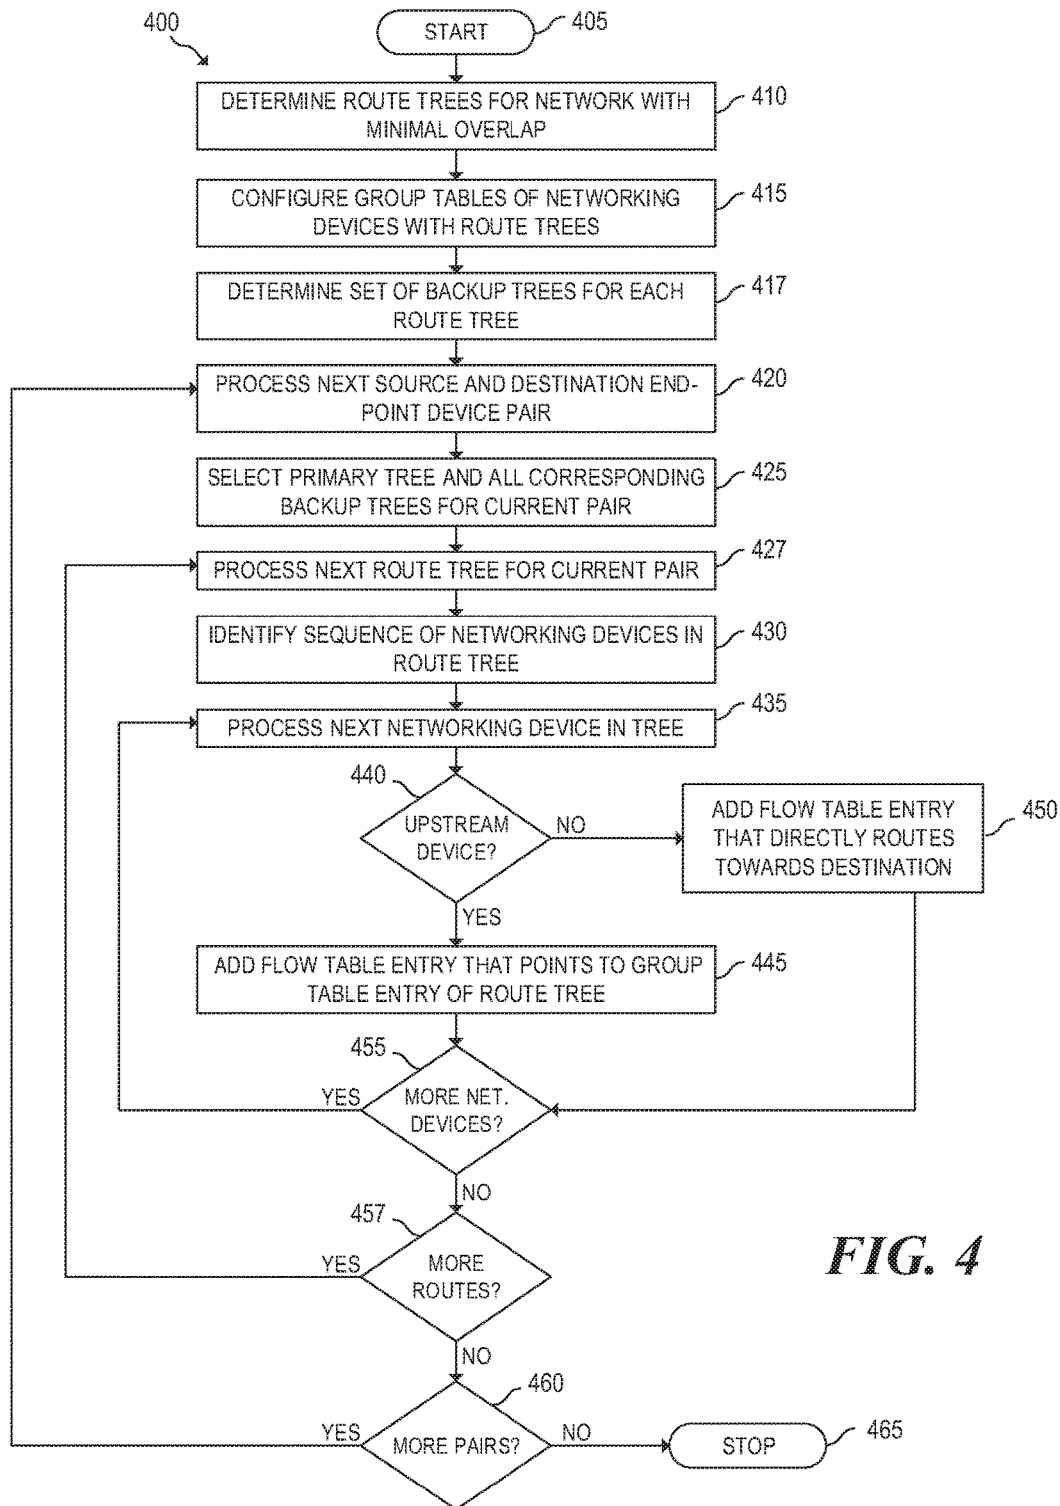 400
START
405
DETERMINE ROUTE TREES FOR NETWORK WITH
MINIMAL OVERLAP
410
CONFIGURE GROUP TABLES OF NETWORKING
DEVICES WITH ROUTE TREES
415
DETERMINE SET OF BACKUP TREES FOR EACH
ROUTE TREE
417
PROCESS NEXT SOURCE AND DESTINATION END-
POINT DEVICE PAIR
420
SELECT PRIMARY TREE AND ALL CORRESPONDING
BACKUP TREES FOR CURRENT PAIR
425
PROCESS NEXT ROUTE TREE FOR CURRENT PAIR
427
IDENTIFY SEQUENCE OF NETWORKING DEVICES IN
ROUTE TREE
430
PROCESS NEXT NETWORKING DEVICE IN TREE
435
440
UPSTREAM
DEVICE?
NO
YES
ADD FLOW TABLE ENTRY
THAT DIRECTLY ROUTES
TOWARDS DESTINATION
450
ADD FLOW TABLE ENTRY THAT POINTS TO GROUP
TABLE ENTRY OF ROUTE TREE
445
455
MORE NET.
DEVICES?
YES
NO
457
MORE
ROUTES?
YES
NO
FIG. 4
460
MORE PAIRS?
YES
NO
STOP
465